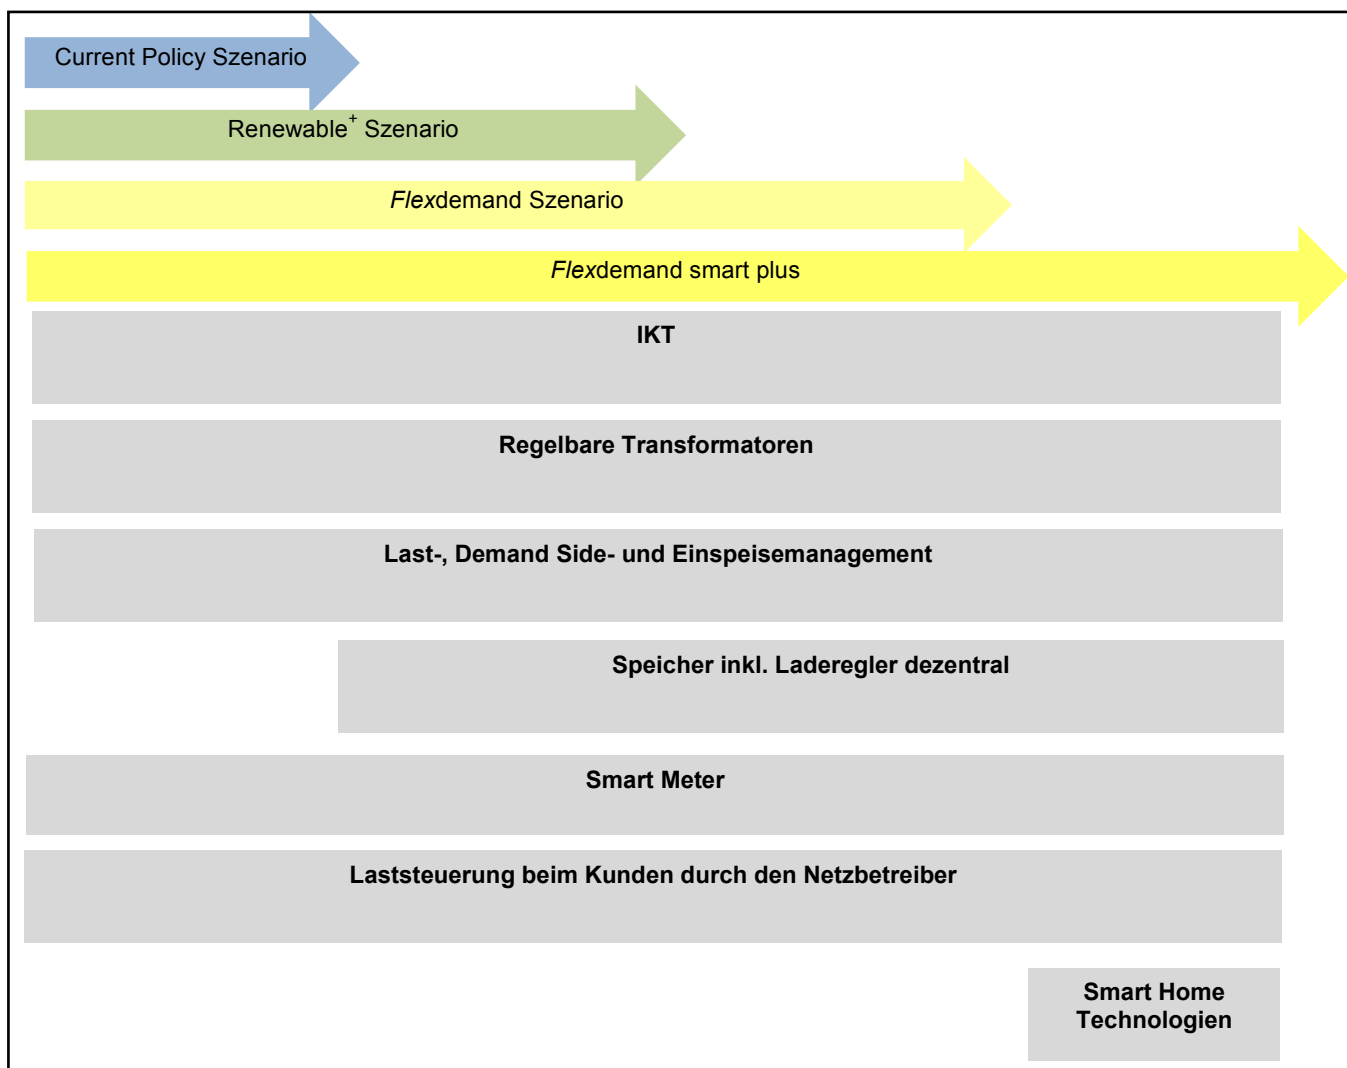 Current Policy Szenario
Renewable⁺ Szenario
Flexdemand Szenario
Flexdemand smart plus
IKT
Regelbare Transformatoren
Last-, Demand Side- und Einspeisemanagement
Speicher inkl. Laderegler dezentral
Smart Meter
Laststeuerung beim Kunden durch den Netzbetreiber
Smart Home
Technologien